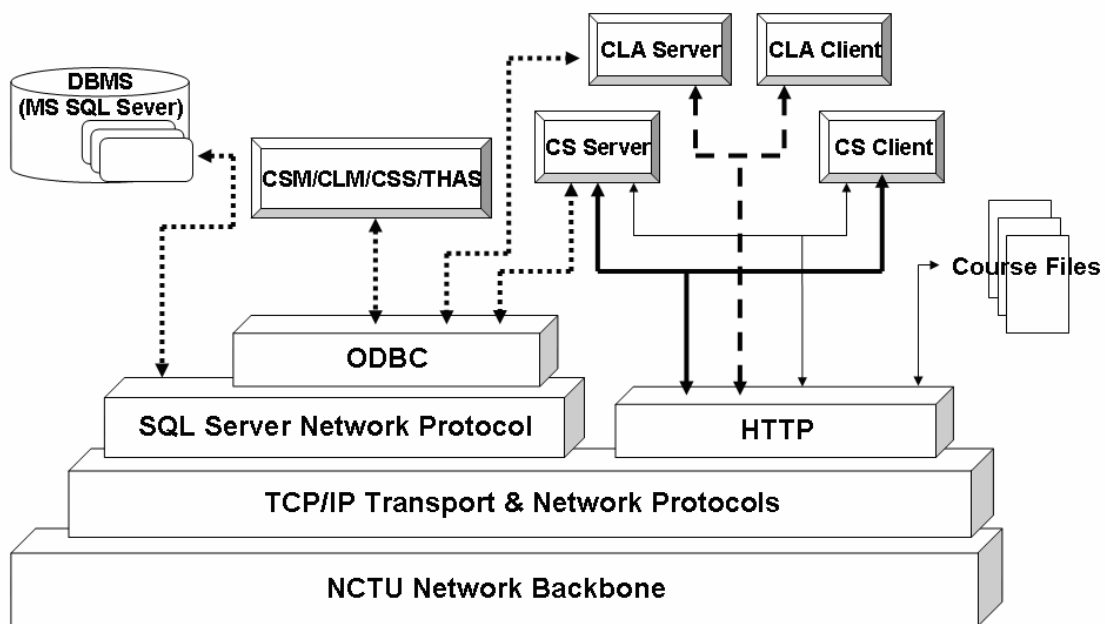 CLA Server
CLA Client
DBMS
(MS SQL Sever)
CS Server
CS Client
CSM/CLM/CSS/THAS
Course Files
ODBC
SQL Server Network Protocol
HTTP
TCP/IP Transport & Network Protocols
NCTU Network Backbone